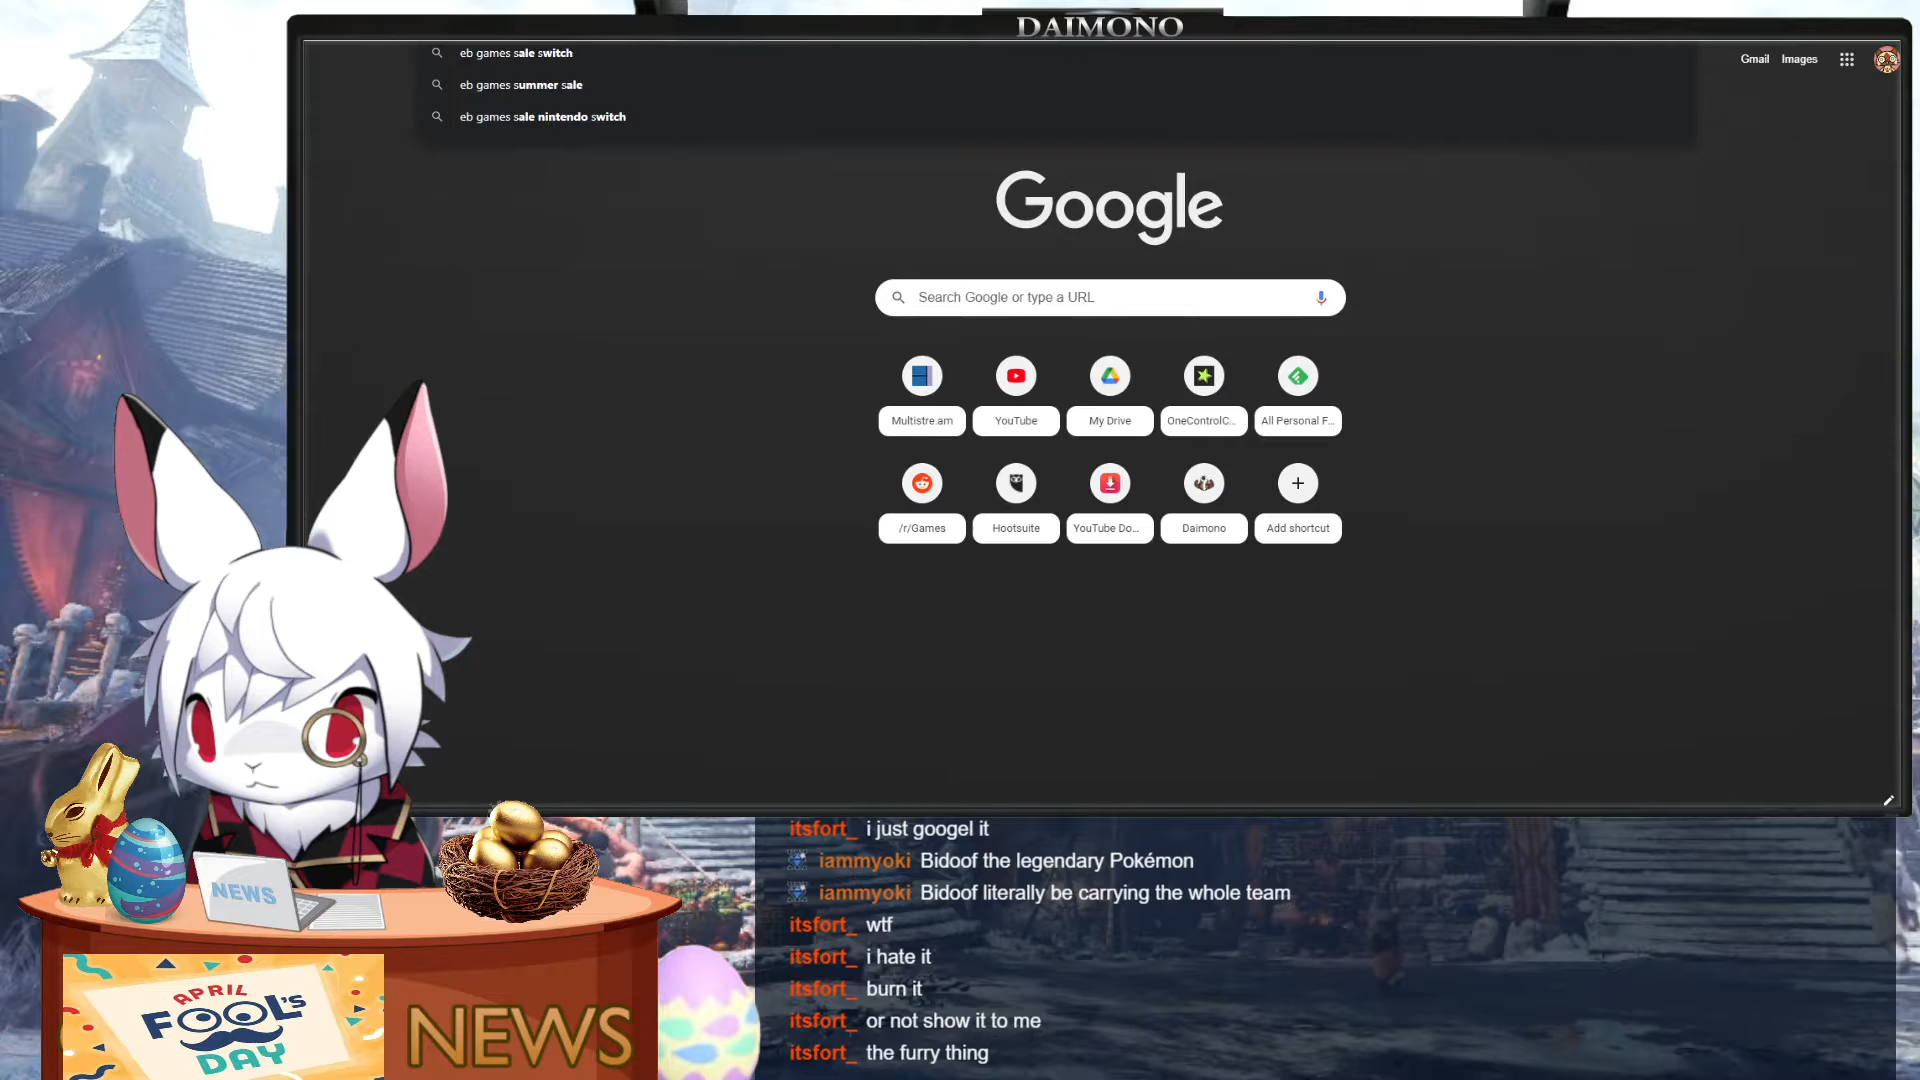 DAIMONO
eb games sale switch
eb games summer sale
eb games sale nintendo switch
Gmail Images
Google
Search Google or type a URL
Multistre.am YouTube My Drive OneControlC... All Personal F...
/r/Games Hootsuite YouTube Do... Daimono Add shortcut
itsfort_ i just googel it
iammyoki Bidoof the legendary Pokémon
iammyoki Bidoof literally be carrying the whole team
itsfort_ wtf
itsfort_ i hate it
itsfort_ burn it
itsfort_ or not show it to me
itsfort_ the furry thing
NEWS
APRIL
FOOL'S
DAY
NEWS